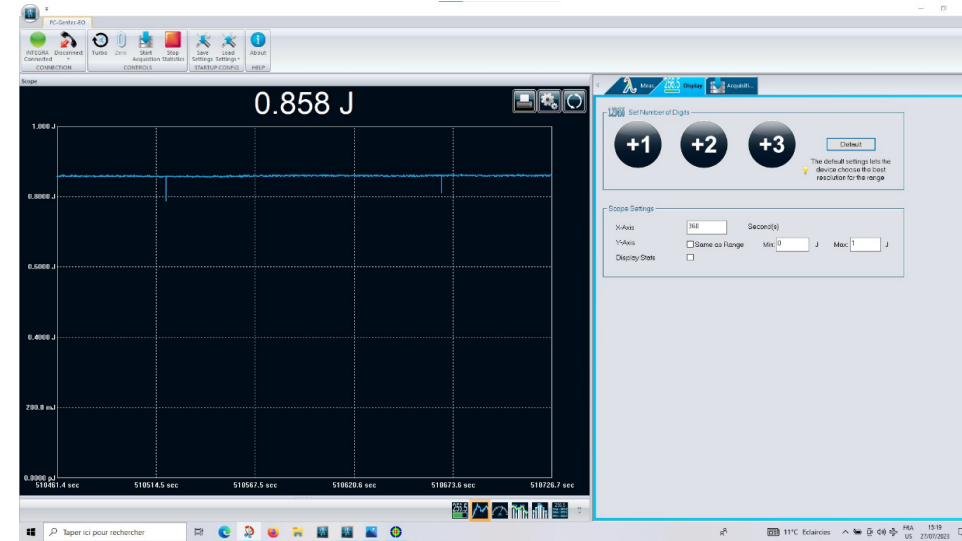 PC-Gentec-EO
INTEGRA Connected
Disconnect
Turbo
Zero
Start Acquisition
Stop Statistics
Save Settings
Load Settings
About
CONNECTION
CONTROLS
STARTUP CONFIG
HELP
Scope
0.858 J
1.000 J
0.8000 J
0.6000 J
0.4000 J
200.0 mJ
0.0000 pJ
510461.4 sec
510514.5 sec
510567.5 sec
510620.6 sec
510673.6 sec
510726.7 sec
Meas.
Display
Acquisiti...
Set Number of Digits
+1
+2
+3
Default
The default settings lets the
device choose the best
resolution for the range
Scope Settings
X-Axis
360
Second(s)
Y-Axis
Same as Range
Min: 0 J
Max: 1 J
Display Stats
Taper ici pour rechercher
11°C Eclaircies
FRA
US
15:19
27/07/2023